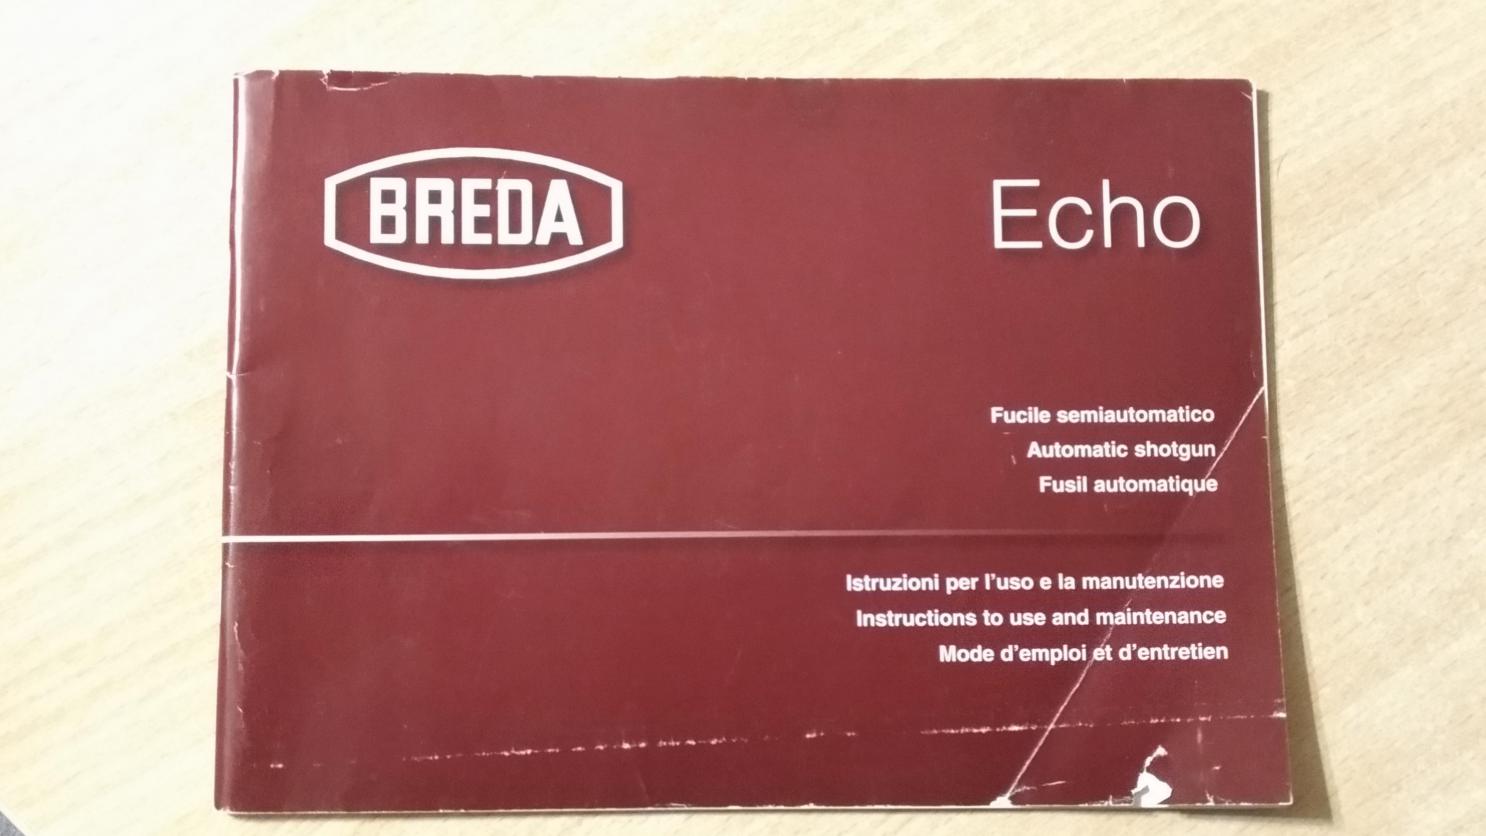 BREDA
Echo
Fucile semiautomatico
Automatic shotgun
Fusil automatique
Istruzioni per l'uso e la manutenzione
Instructions to use and maintenance
Mode d'emploi et d'entretien